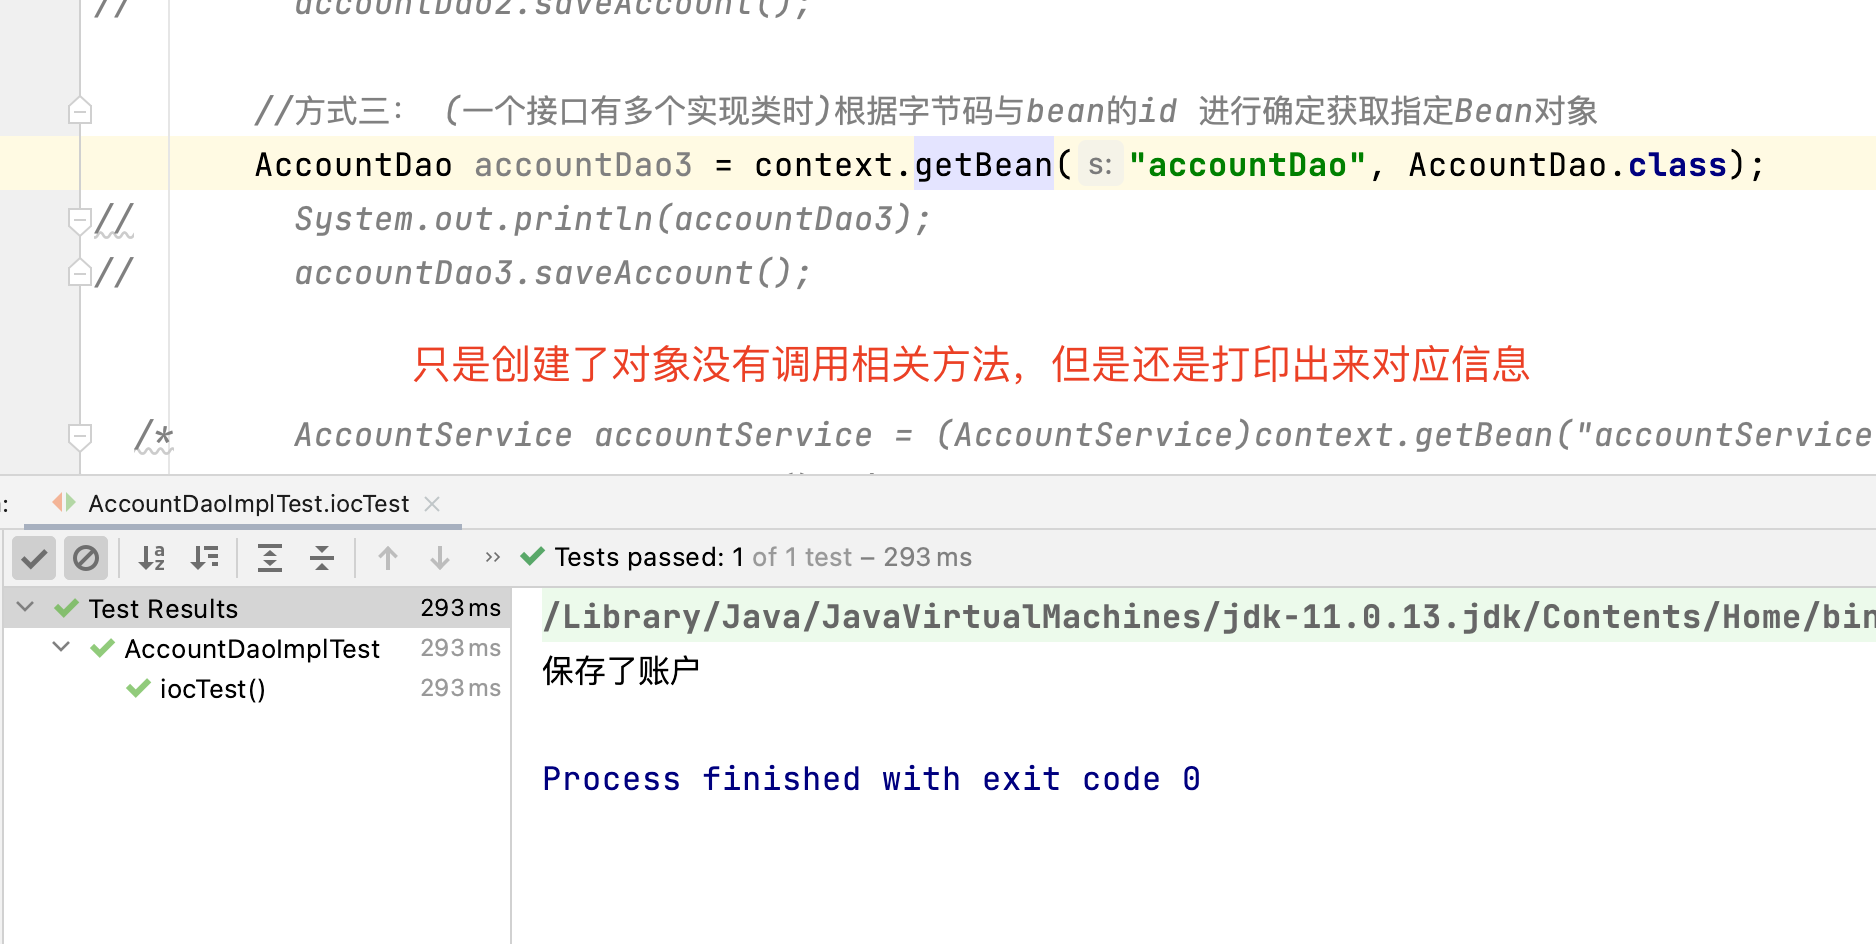 // accountDao2.saveAccount();
//方式三： (一个接口有多个实现类时)根据字节码与bean的id 进行确定获取指定Bean对象
AccountDao accountDao3 = context.getBean( s: "accountDao", AccountDao.class);
// System.out.println(accountDao3);
// accountDao3.saveAccount();
只是创建了对象没有调用相关方法，但是还是打印出来对应信息
/* AccountService accountService = (AccountService)context.getBean("accountService
AccountDaoImplTest.iocTest
Tests passed: 1 of 1 test – 293 ms
Test Results 293 ms
AccountDaoImplTest 293 ms
iocTest() 293 ms
/Library/Java/JavaVirtualMachines/jdk-11.0.13.jdk/Contents/Home/bin
保存了账户
Process finished with exit code 0